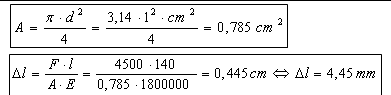 A = π · d² / 4 = 3,14 · 1² · cm² / 4 = 0,785 cm²
Δl = F · l / A · E = 4500 · 140 / 0,785 · 1800000 = 0,445 cm ⇔ Δl = 4,45 mm